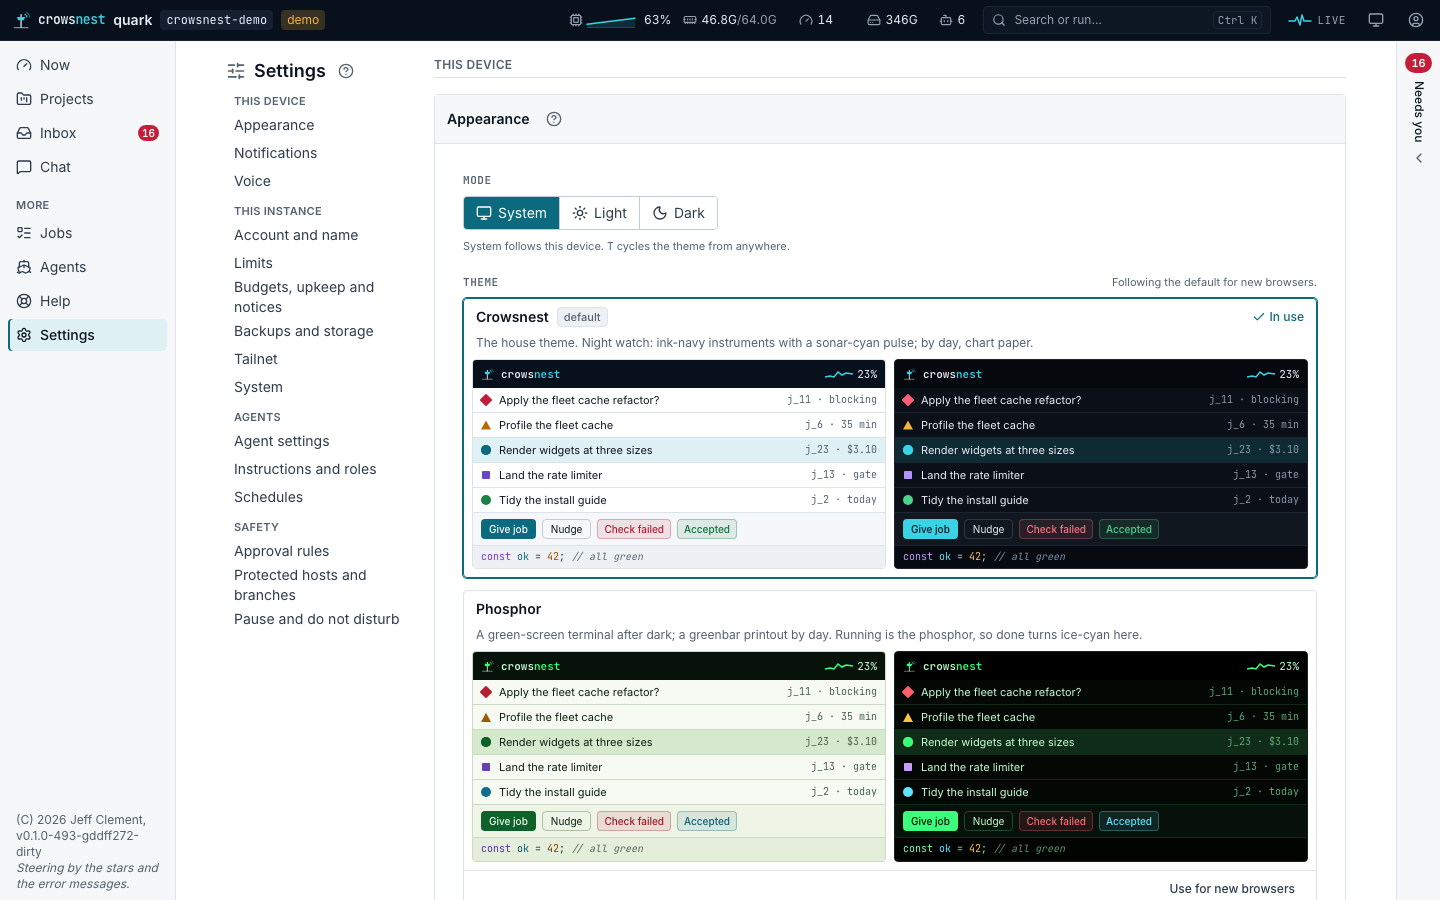 crowsnest quark crowsnest-demo demo 63% 46.8G/64.0G 14 346G 6 Search or run... Ctrl K LIVE
Now
Projects
Inbox 16
Chat
MORE
Jobs
Agents
Help
Settings
(C) 2026 Jeff Clement,
v0.1.0-493-gddff272-
dirty
Steering by the stars and
the error messages.
Settings
THIS DEVICE
Appearance
Notifications
Voice
THIS INSTANCE
Account and name
Limits
Budgets, upkeep and
notices
Backups and storage
Tailnet
System
AGENTS
Agent settings
Instructions and roles
Schedules
SAFETY
Approval rules
Protected hosts and
branches
Pause and do not disturb
THIS DEVICE
Appearance
MODE
System Light Dark
System follows this device. T cycles the theme from anywhere.
THEME Following the default for new browsers.
Crowsnest default In use
The house theme. Night watch: ink-navy instruments with a sonar-cyan pulse; by day, chart paper.
crowsnest 23%
Apply the fleet cache refactor? j_11 · blocking
Profile the fleet cache j_6 · 35 min
Render widgets at three sizes j_23 · $3.10
Land the rate limiter j_13 · gate
Tidy the install guide j_2 · today
Give job Nudge Check failed Accepted
const ok = 42; // all green
crowsnest 23%
Apply the fleet cache refactor? j_11 · blocking
Profile the fleet cache j_6 · 35 min
Render widgets at three sizes j_23 · $3.10
Land the rate limiter j_13 · gate
Tidy the install guide j_2 · today
Give job Nudge Check failed Accepted
const ok = 42; // all green
Phosphor
A green-screen terminal after dark; a greenbar printout by day. Running is the phosphor, so done turns ice-cyan here.
crowsnest 23%
Apply the fleet cache refactor? j_11 · blocking
Profile the fleet cache j_6 · 35 min
Render widgets at three sizes j_23 · $3.10
Land the rate limiter j_13 · gate
Tidy the install guide j_2 · today
Give job Nudge Check failed Accepted
const ok = 42; // all green
crowsnest 23%
Apply the fleet cache refactor? j_11 · blocking
Profile the fleet cache j_6 · 35 min
Render widgets at three sizes j_23 · $3.10
Land the rate limiter j_13 · gate
Tidy the install guide j_2 · today
Give job Nudge Check failed Accepted
const ok = 42; // all green
Use for new browsers
16
Needs you